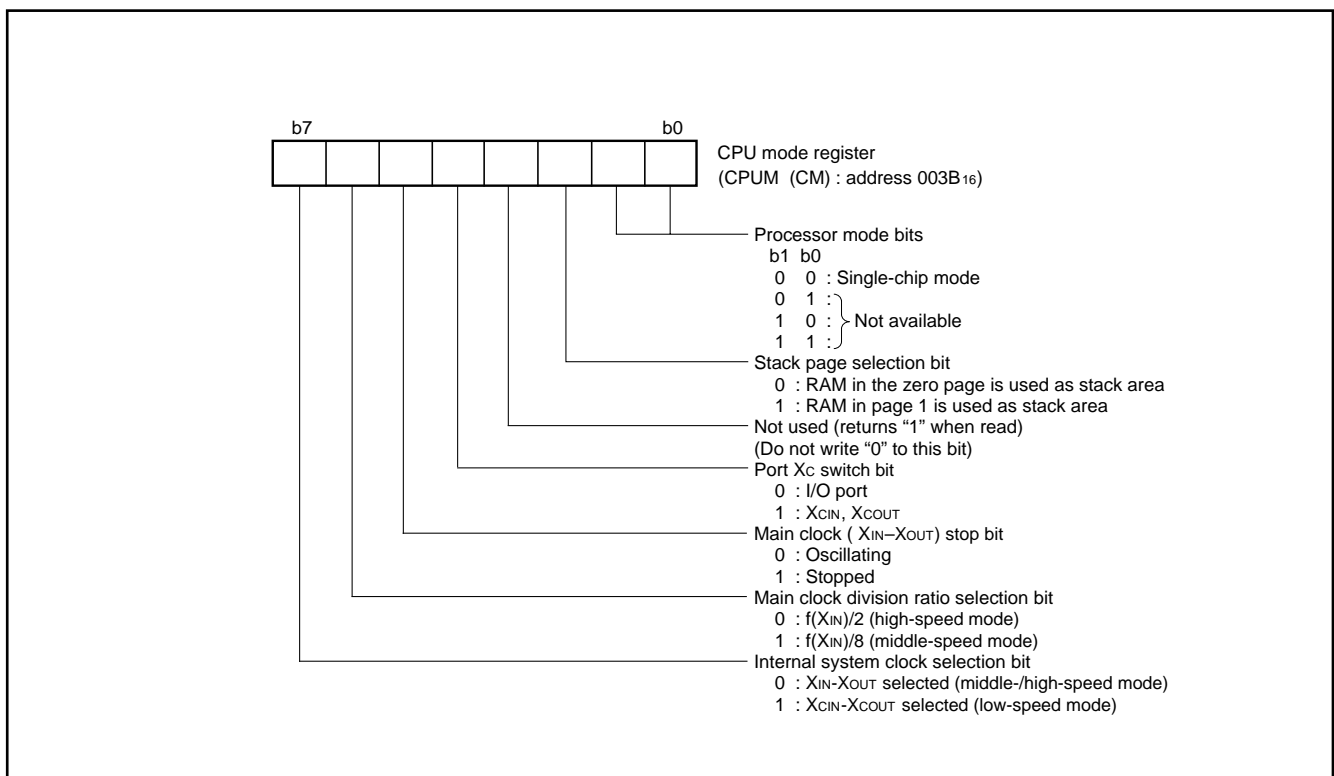 b7 b0
CPU mode register
(CPUM (CM) : address 003B16)
Processor mode bits
b1 b0
0 0 : Single-chip mode
0 1 :
1 0 : Not available
1 1 :
Stack page selection bit
0 : RAM in the zero page is used as stack area
1 : RAM in page 1 is used as stack area
Not used (returns “1” when read)
(Do not write “0” to this bit)
Port XC switch bit
0 : I/O port
1 : XCIN, XCOUT
Main clock ( XIN–XOUT) stop bit
0 : Oscillating
1 : Stopped
Main clock division ratio selection bit
0 : f(XIN)/2 (high-speed mode)
1 : f(XIN)/8 (middle-speed mode)
Internal system clock selection bit
0 : XIN-XOUT selected (middle-/high-speed mode)
1 : XCIN-XCOUT selected (low-speed mode)